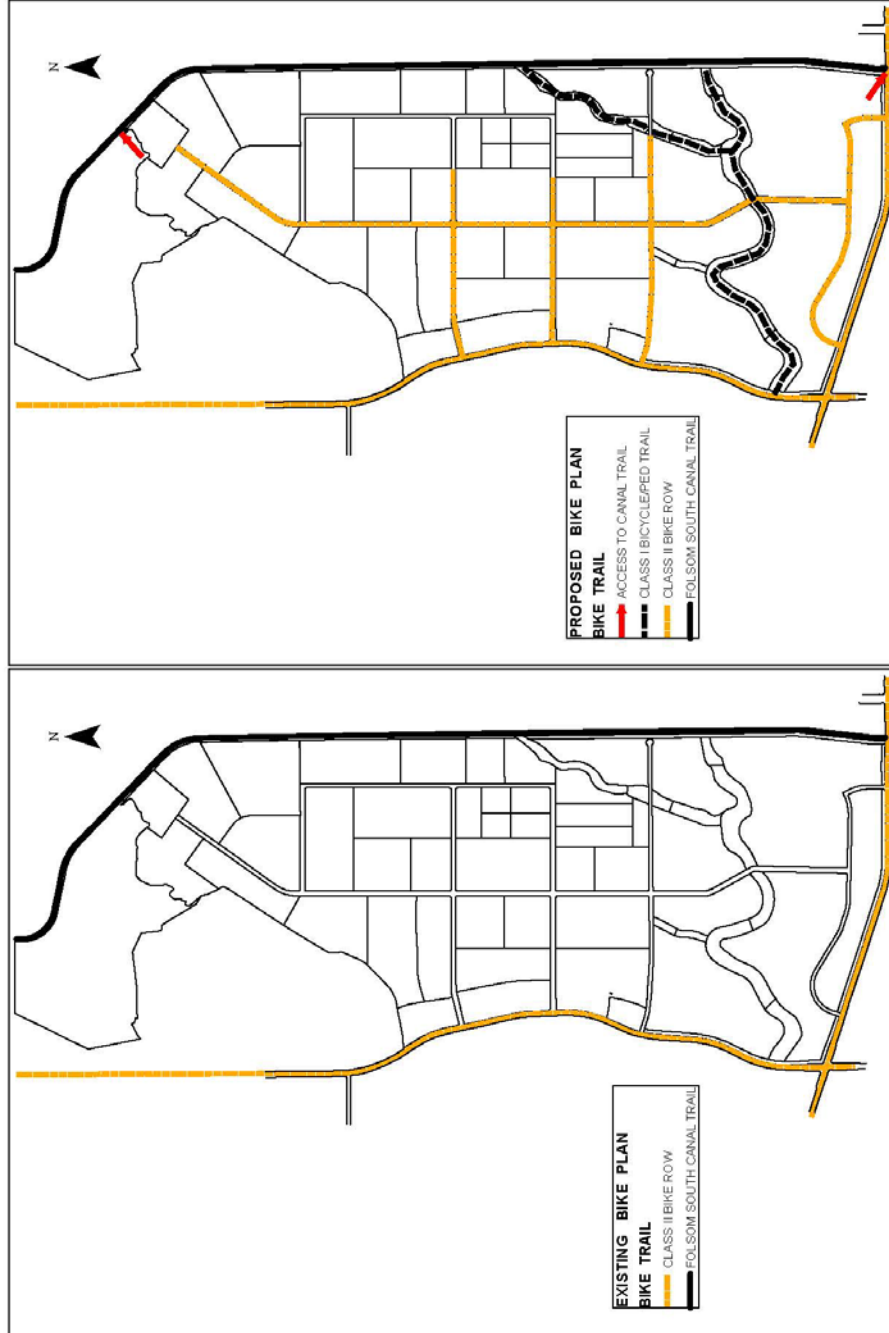 N
PROPOSED BIKE PLAN
BIKE TRAIL
ACCESS TO CANAL TRAIL
CLASS I BICYCLE/PED TRAIL
CLASS II BIKE ROW
FOLSOM SOUTH CANAL TRAIL
N
EXISTING BIKE PLAN
BIKE TRAIL
CLASS II BIKE ROW
FOLSOM SOUTH CANAL TRAIL